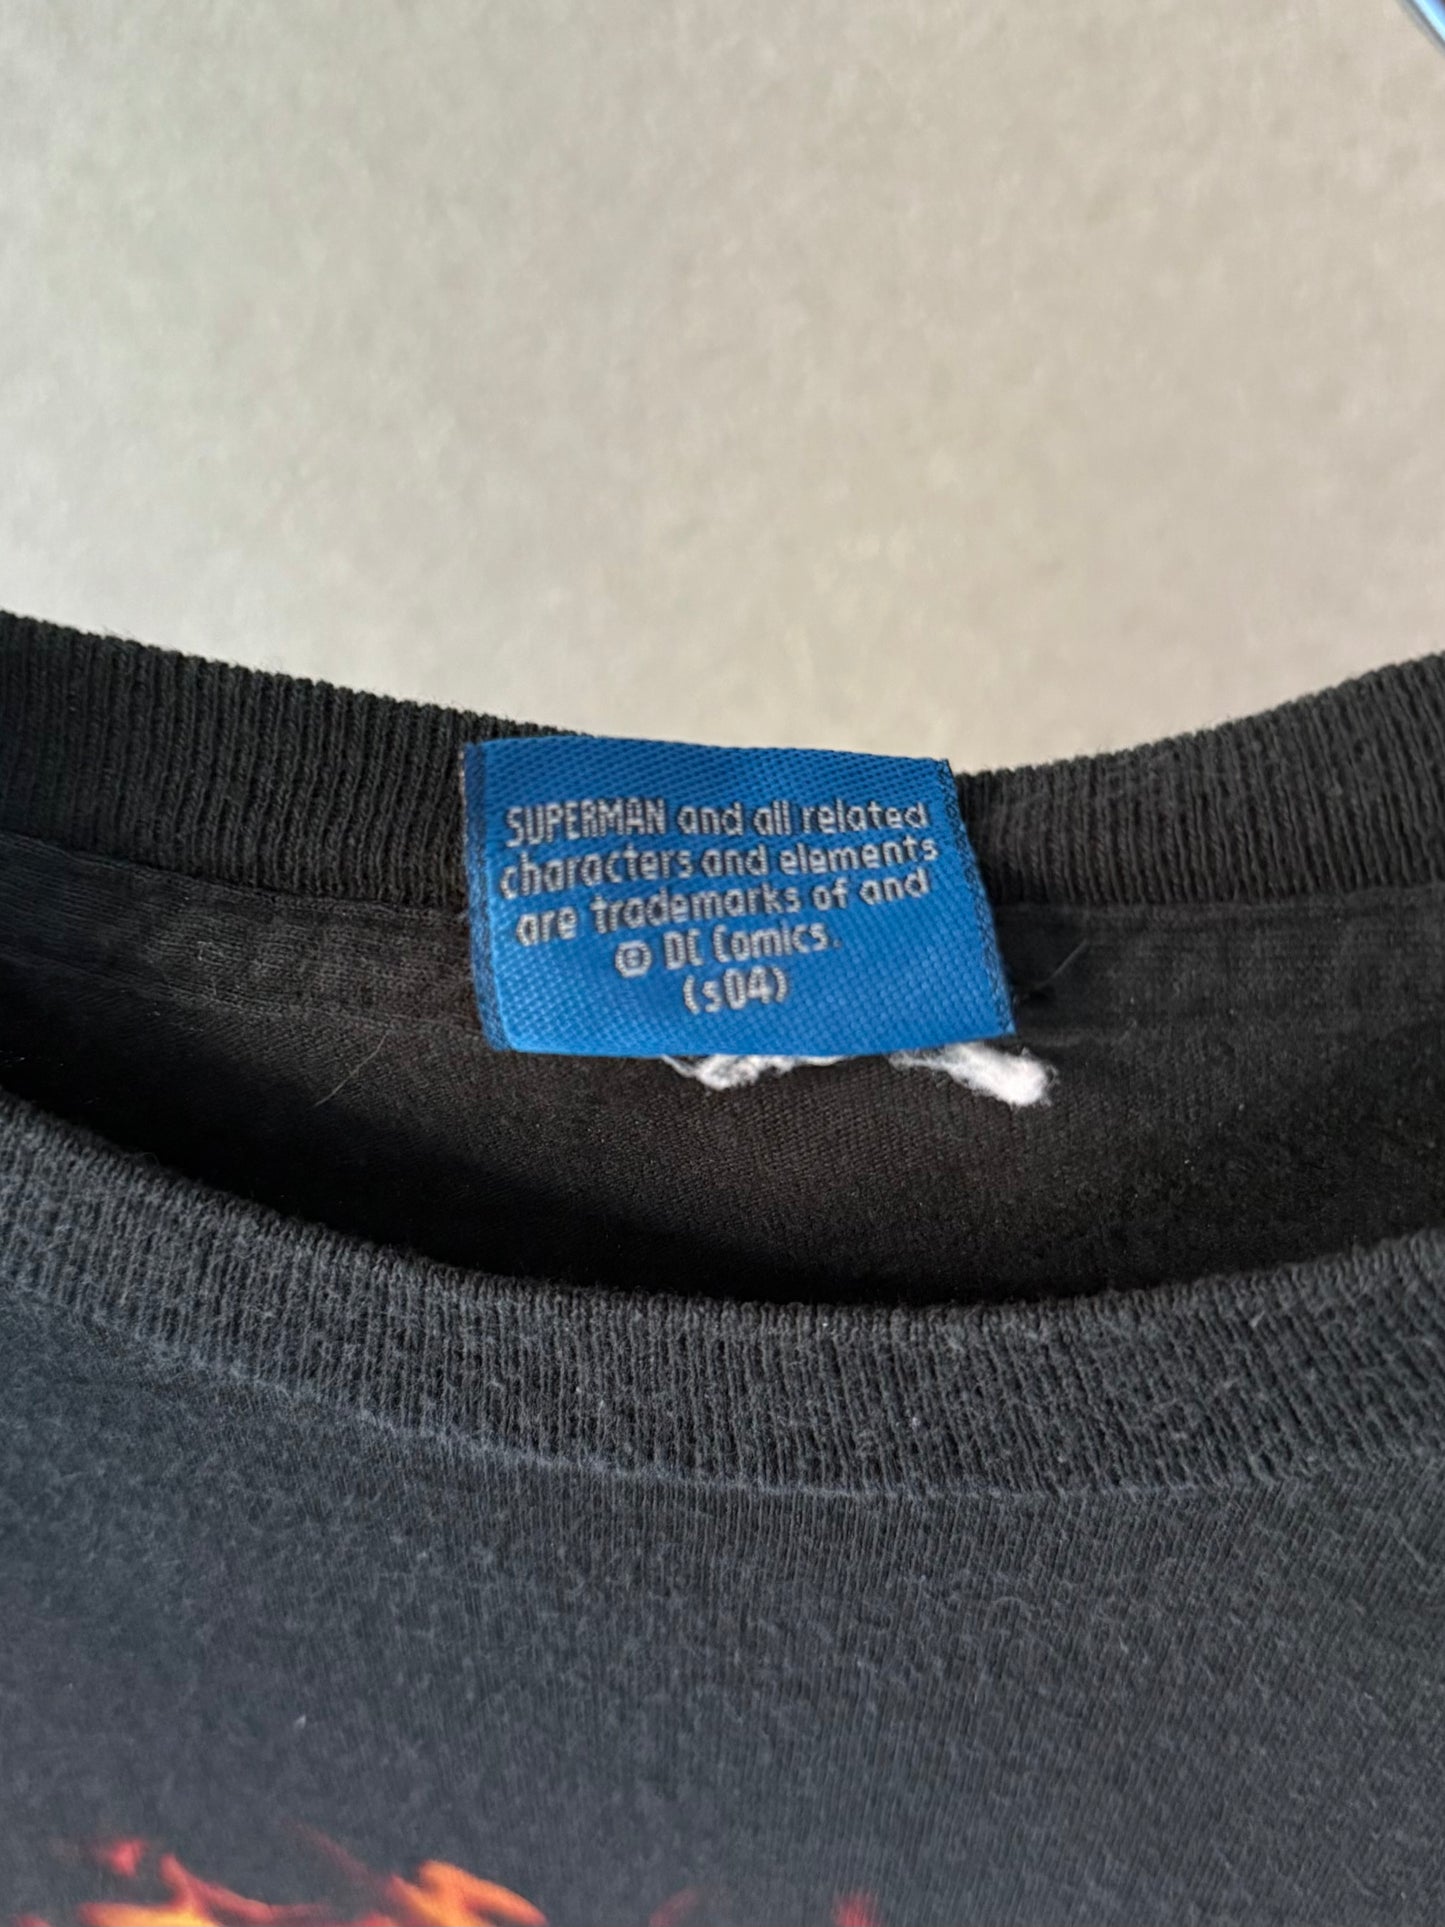 SUPERMAN and all related
characters and elements
are trademarks of and
© DC Comics.
(s04)